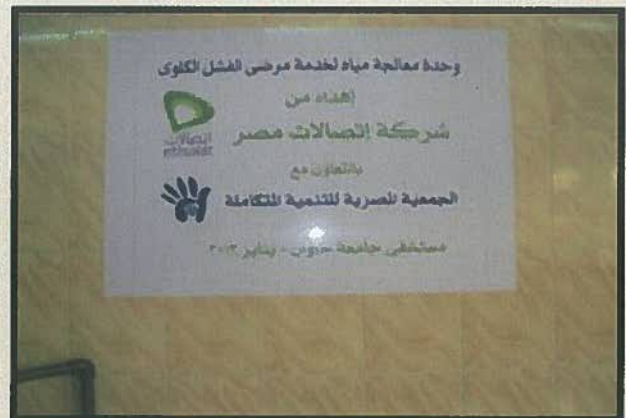 وحدة معالجة مياه لخدمة مرضى الفشل الكلوى
إهداء من
شركة إتصالات مصر
اتصالات
etisalat
بالتعاون مع
الجمعية المصرية للتنمية المتكاملة
مستشفى جامعة - يناير ٢٠١٣